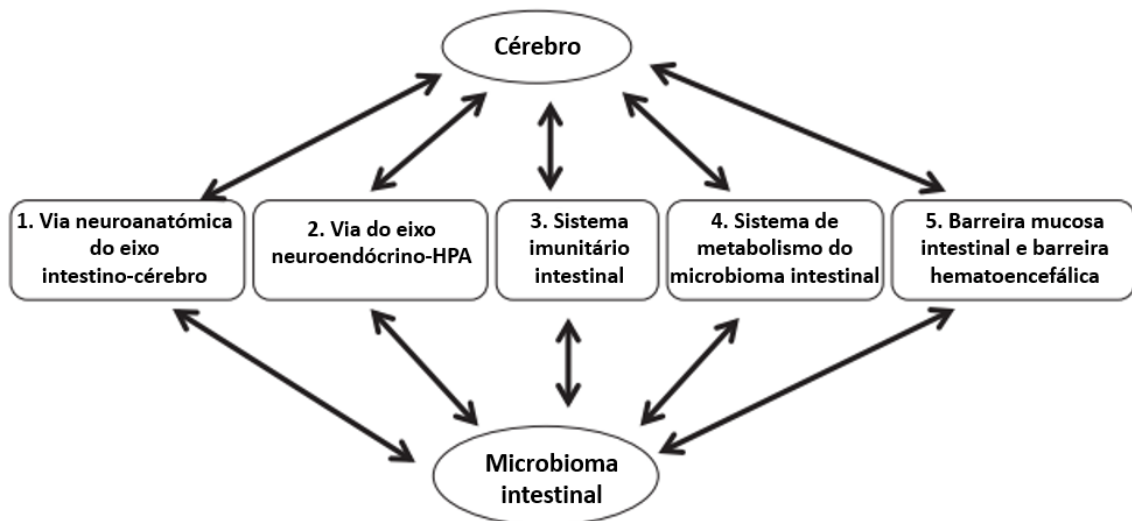 Cérebro
1. Via neuroanatómica
do eixo
intestino-cérebro
2. Via do eixo
neuroendócrino-HPA
3. Sistema
imunitário
intestinal
4. Sistema de
metabolismo do
microbioma intestinal
5. Barreira mucosa
intestinal e barreira
hematoencefálica
Microbioma
intestinal